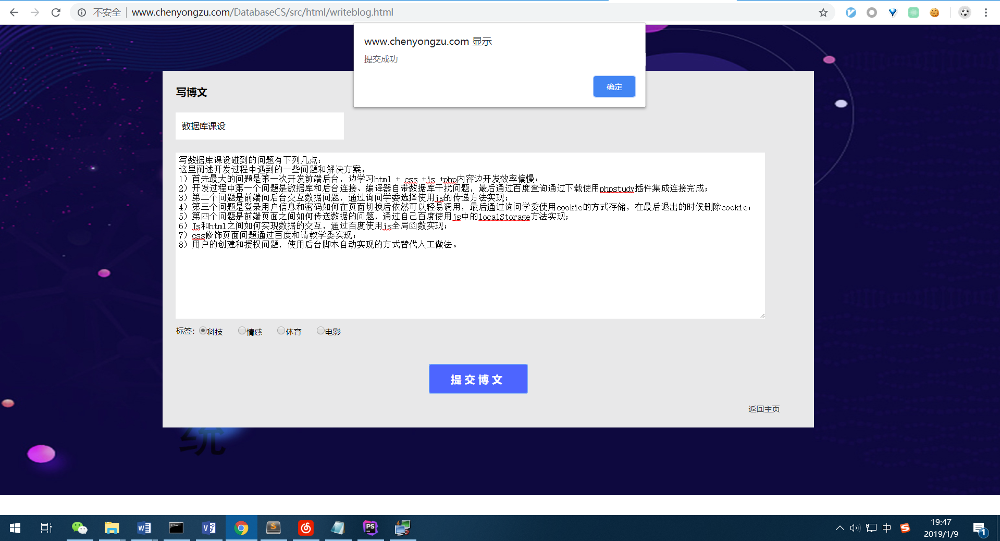 不安全 www.chenyongzu.com/DatabaseCS/src/html/writeblog.html
www.chenyongzu.com 显示
提交成功
确定
写博文
数据库课设
写数据库课设碰到的问题有下列几点：
这里阐述开发过程中遇到的一些问题和解决方案：
1）首先最大的问题是第一次开发前端后台，边学习html + css +js +php内容边开发效率偏慢；
2）开发过程中第一个问题是数据库和后台连接、编译器自带数据库干扰问题，最后通过百度查询通过下载使用phpstudy插件集成连接完成；
3）第二个问题是前端向后台交互数据问题，通过询问学委选择使用js的传递方法实现；
4）第三个问题是登录用户信息和密码如何在页面切换后依然可以轻易调用，最后通过询问学委使用cookie的方式存储，在最后退出的时候删除cookie；
5）第四个问题是前端页面之间如何传送数据的问题，通过自己百度使用js中的localStorage方法实现；
6）Js和html之间如何实现数据的交互，通过百度使用js全局函数实现；
7）css修饰页面问题通过百度和请教学委实现；
8）用户的创建和授权问题，使用后台脚本自动实现的方式替代人工做法。
标签： 科技 情感 体育 电影
提交博文
返回主页
统
中
19:47
2019/1/9
1